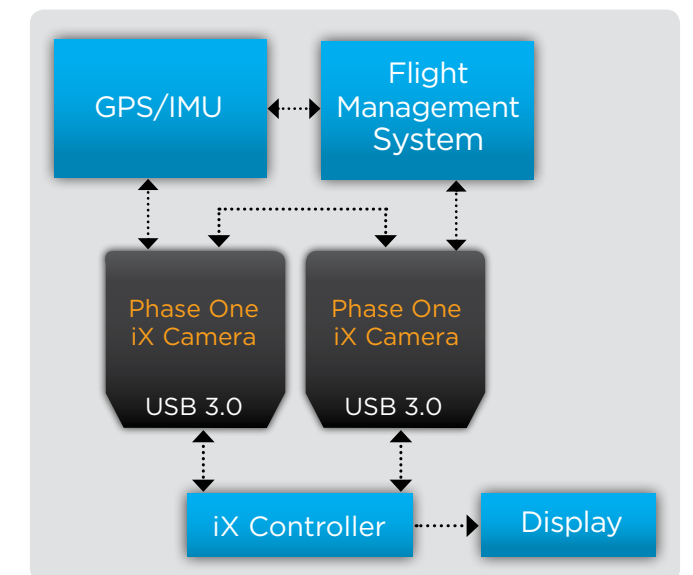 GPS/IMU
Flight
Management
System
Phase One
iX Camera
USB 3.0
Phase One
iX Camera
USB 3.0
iX Controller
Display